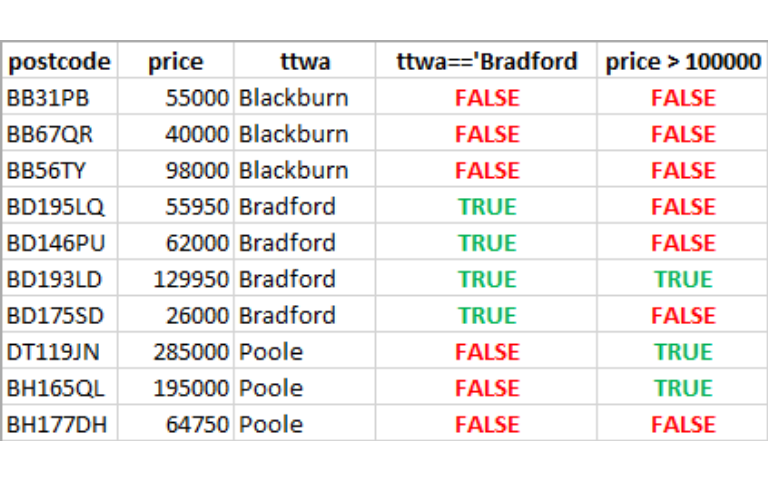 postcode price ttwa ttwa=='Bradford price > 100000
BB31PB 55000 Blackburn FALSE FALSE
BB67QR 40000 Blackburn FALSE FALSE
BB56TY 98000 Blackburn FALSE FALSE
BD195LQ 55950 Bradford TRUE FALSE
BD146PU 62000 Bradford TRUE FALSE
BD193LD 129950 Bradford TRUE TRUE
BD175SD 26000 Bradford TRUE FALSE
DT119JN 285000 Poole FALSE TRUE
BH165QL 195000 Poole FALSE TRUE
BH177DH 64750 Poole FALSE FALSE